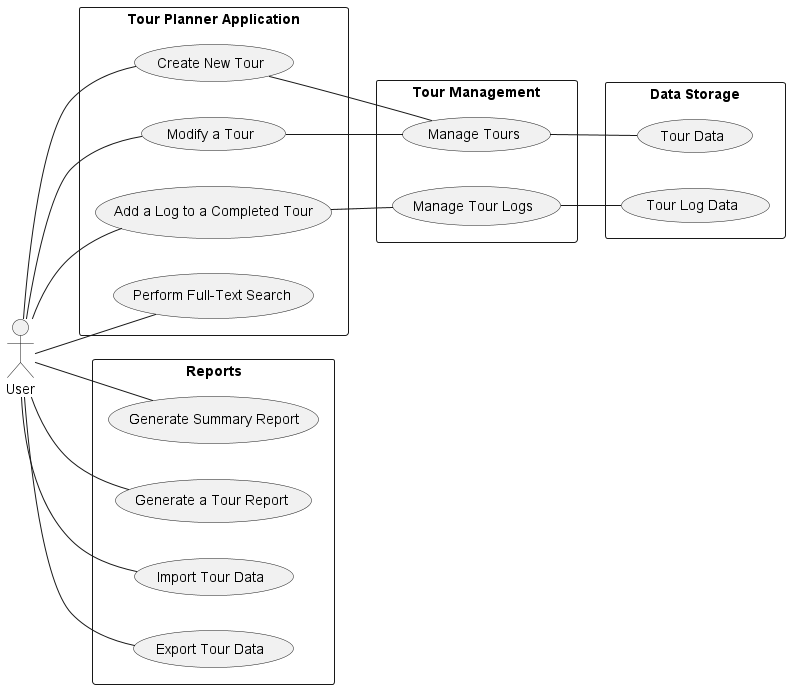 Tour Planner Application
Create New Tour
Modify a Tour
Add a Log to a Completed Tour
Perform Full-Text Search
Tour Management
Manage Tours
Manage Tour Logs
Data Storage
Tour Data
Tour Log Data
User
Reports
Generate Summary Report
Generate a Tour Report
Import Tour Data
Export Tour Data